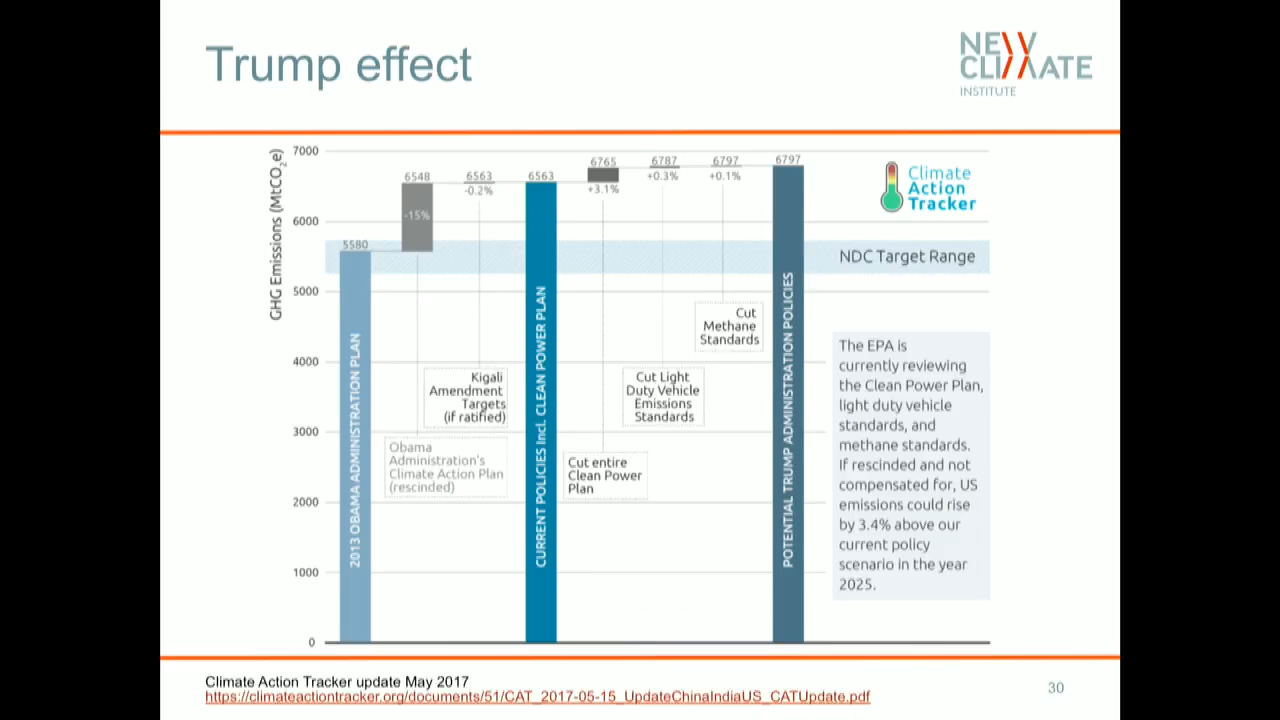 Trump effect
NEW
CLIMATE
INSTITUTE
GHG Emissions (MtCO2e)
7000
6000
5000
4000
3000
2000
1000
0
5580
6548
-15%
6563
-0.2%
6563
6765
+3.1%
6787
+0.3%
6797
+0.1%
6797
2013 OBAMA ADMINISTRATION PLAN
Obama
Administration's
Climate Action Plan
(rescinded)
Kigali
Amendment
Targets
(if ratified)
CURRENT POLICIES Incl. CLEAN POWER PLAN
Cut entire
Clean Power
Plan
Cut Light
Duty Vehicle
Emissions
Standards
Cut
Methane
Standards
POTENTIAL TRUMP ADMINISTRATION POLICIES
Climate
Action
Tracker
NDC Target Range
The EPA is
currently reviewing
the Clean Power Plan,
light duty vehicle
standards, and
methane standards.
If rescinded and not
compensated for, US
emissions could rise
by 3.4% above our
current policy
scenario in the year
2025.
Climate Action Tracker update May 2017
https://climateactiontracker.org/documents/51/CAT_2017-05-15_UpdateChinaIndiaUS_CATUpdate.pdf
30